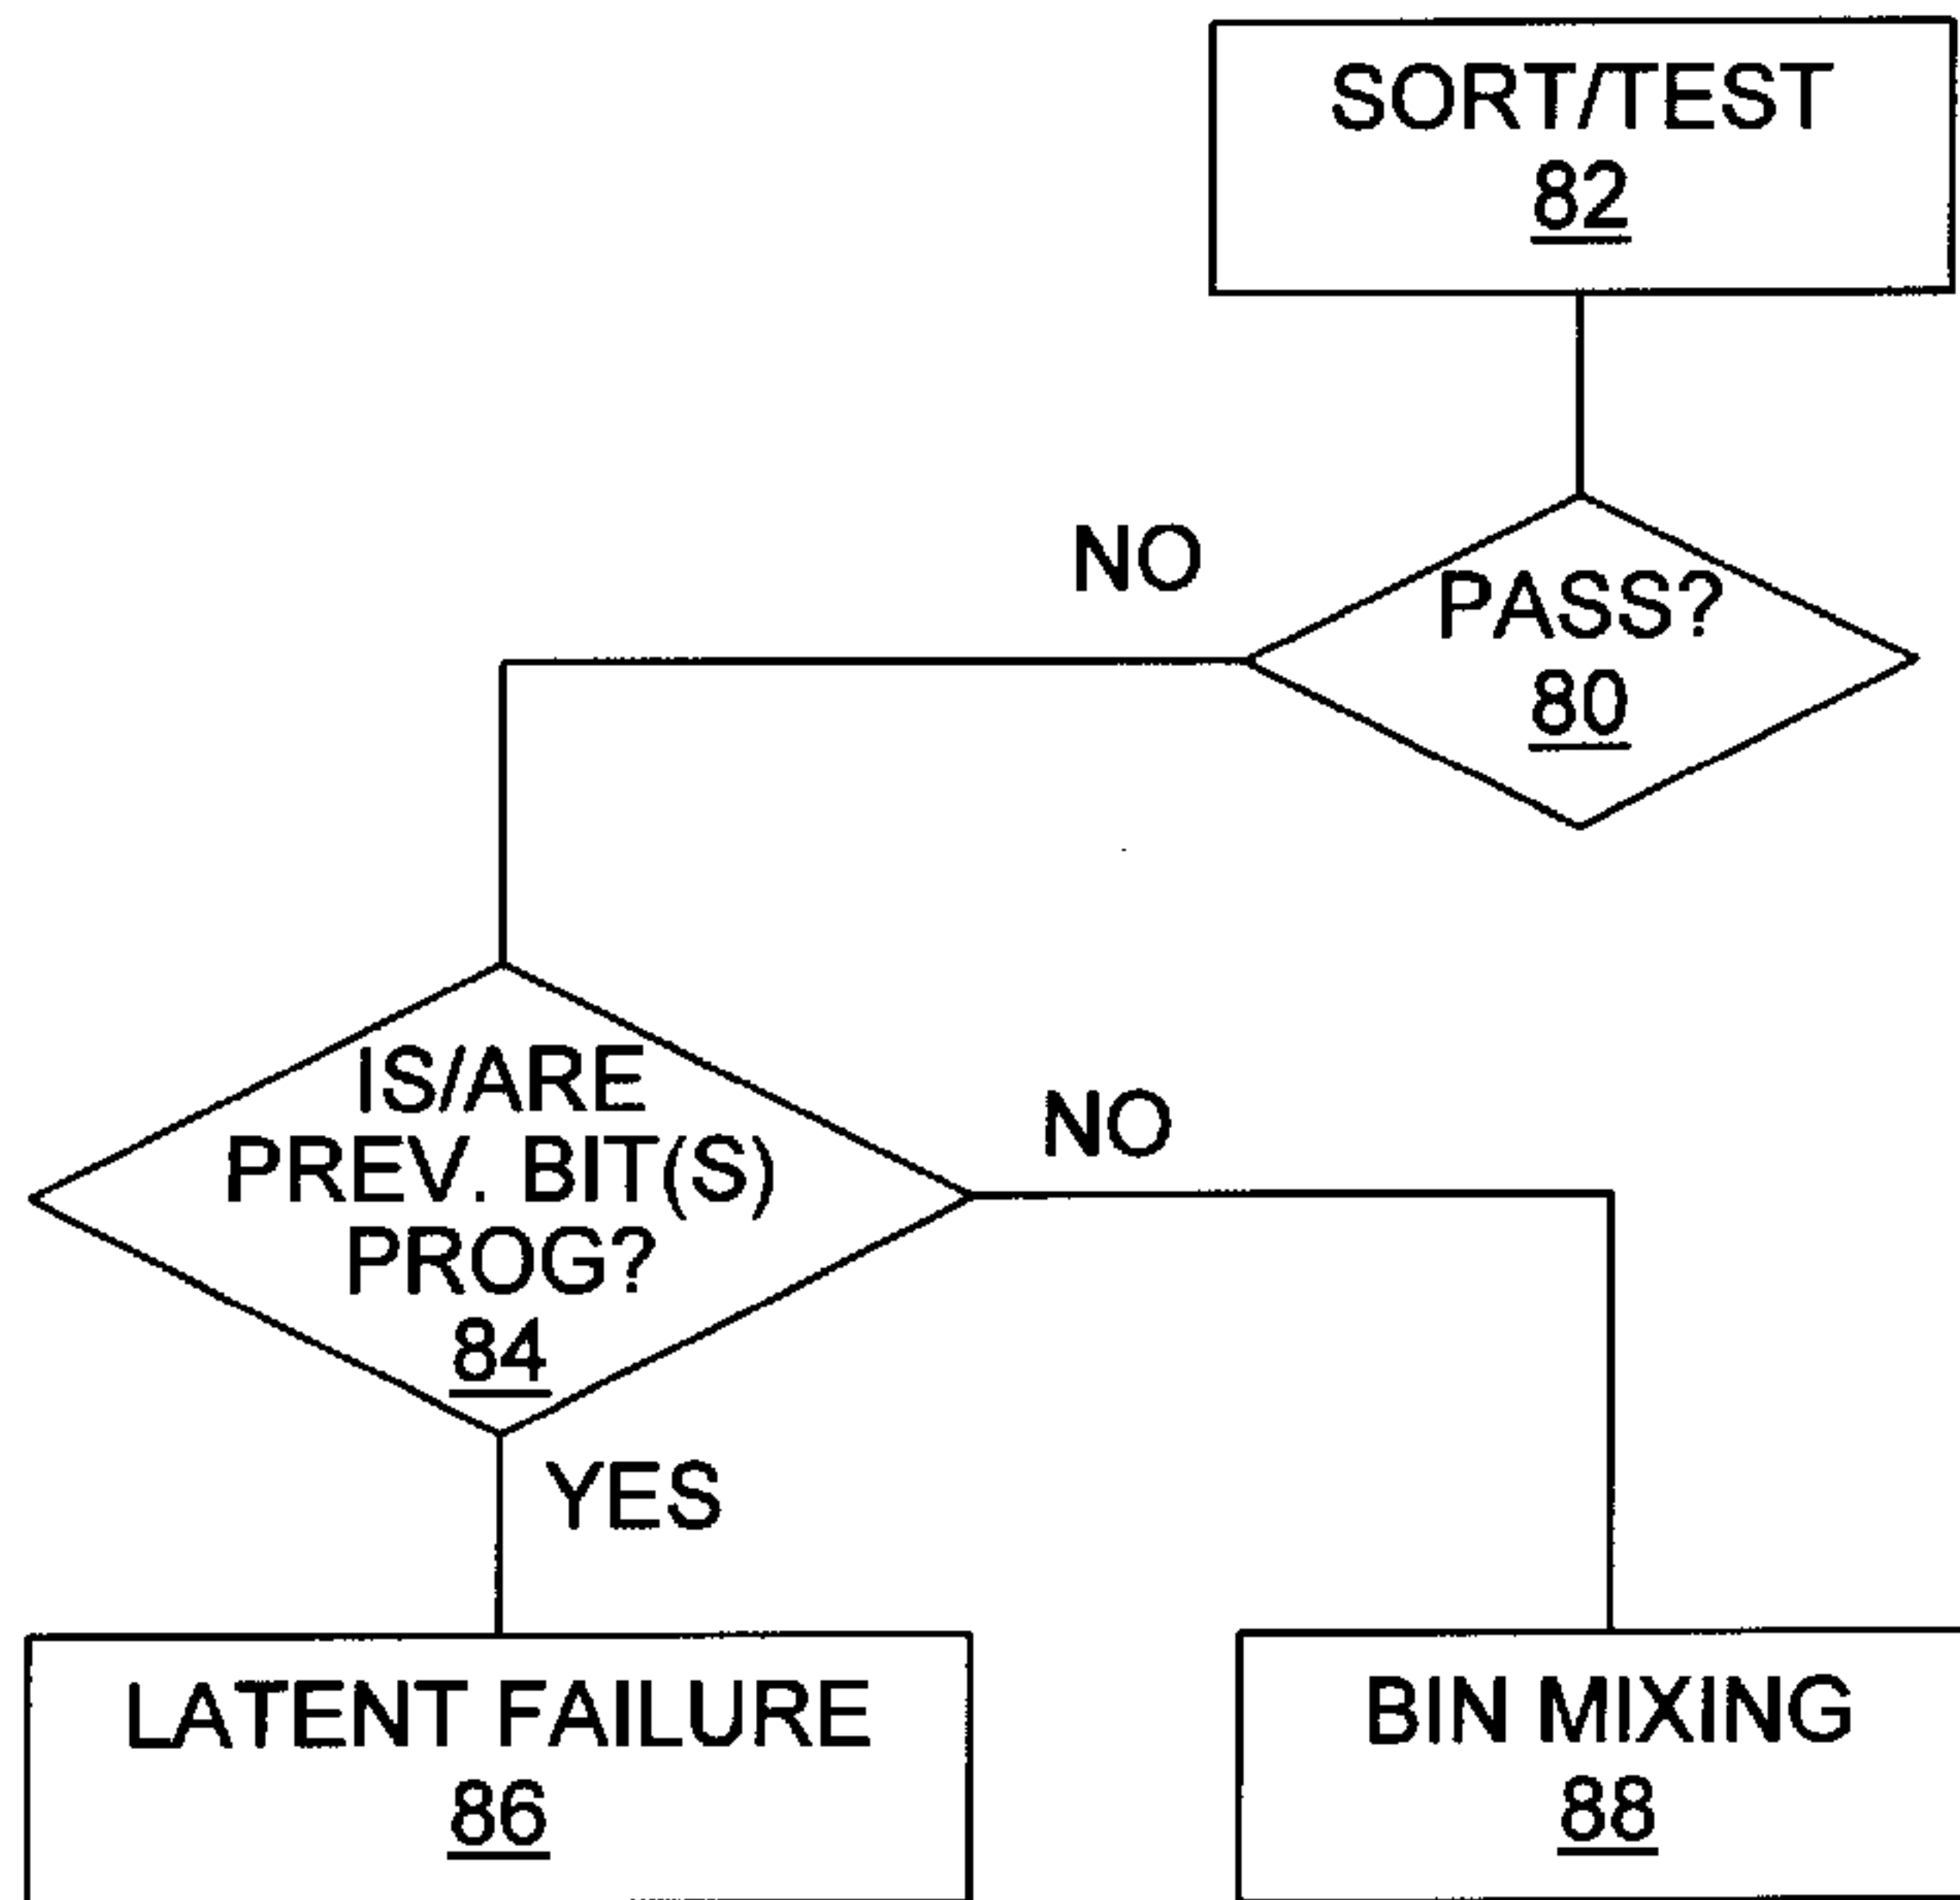 SORT/TEST
82
NO
PASS?
80
IS/ARE
PREV. BIT(S)
PROG?
84
NO
YES
LATENT FAILURE
86
BIN MIXING
88